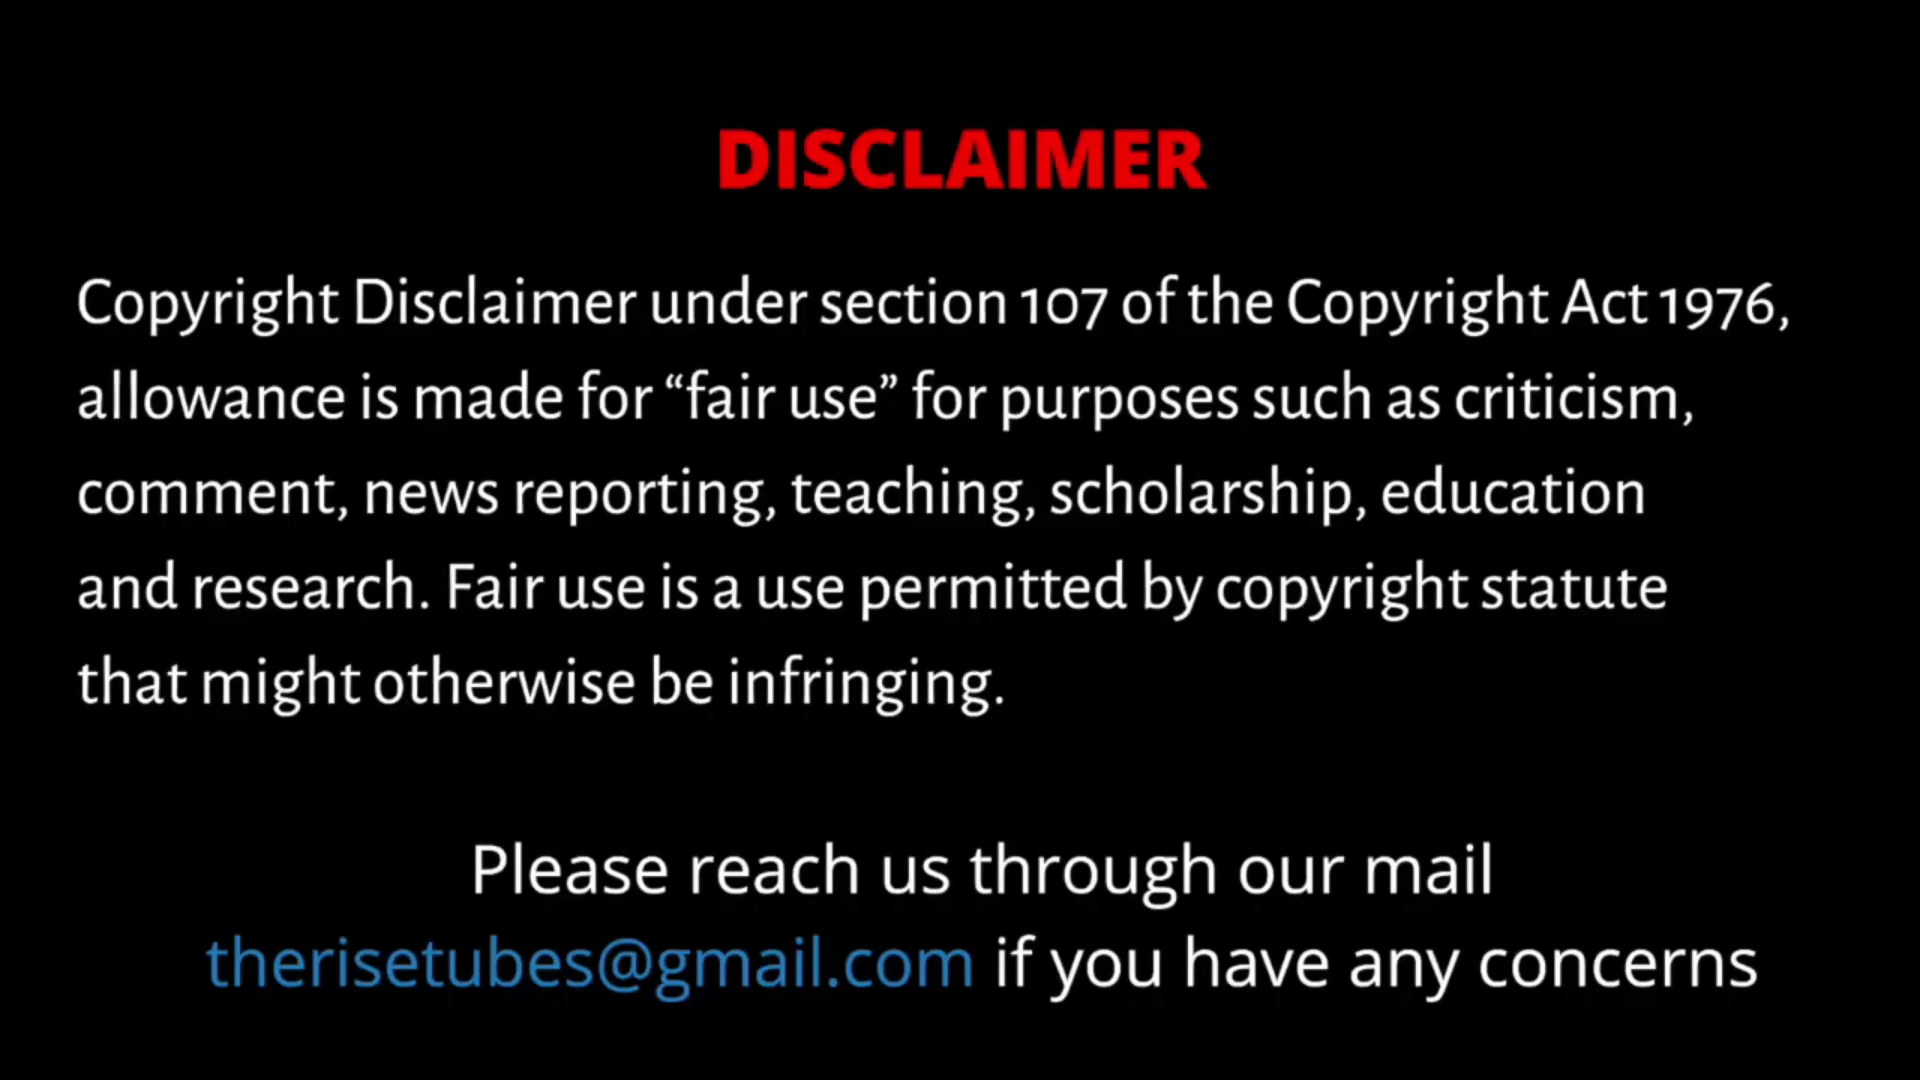 DISCLAIMER
Copyright Disclaimer under section 107 of the Copyright Act 1976,
allowance is made for “fair use” for purposes such as criticism,
comment, news reporting, teaching, scholarship, education
and research. Fair use is a use permitted by copyright statute
that might otherwise be infringing.
Please reach us through our mail
therisetubes@gmail.com if you have any concerns